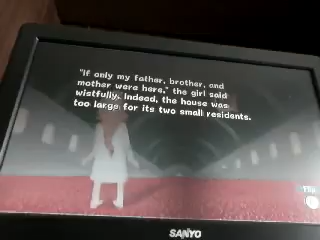 "If only my father, brother, and
mother were here," the girl said
wistfully. Indeed, the house was
too large for its two small residents.
SANYO